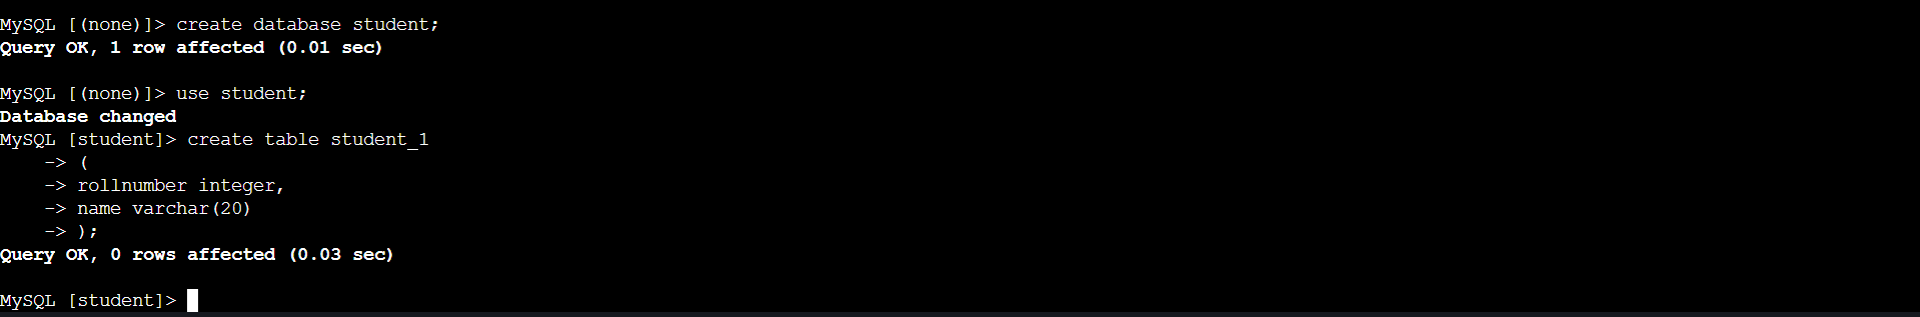 MySQL [(none)]> create database student;
Query OK, 1 row affected (0.01 sec)
MySQL [(none)]> use student;
Database changed
MySQL [student]> create table student_1
    -> (
    -> rollnumber integer,
    -> name varchar(20)
    -> );
Query OK, 0 rows affected (0.03 sec)
MySQL [student]>